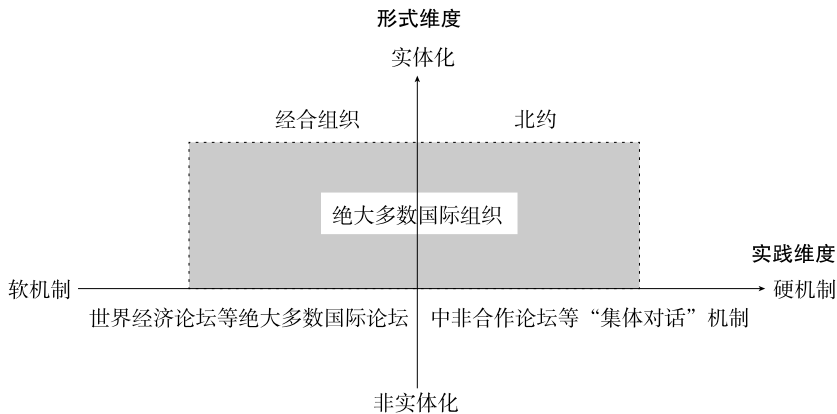 形式维度
实体化
经合组织
北约
绝大多数国际组织
实践维度
软机制
硬机制
世界经济论坛等绝大多数国际论坛
中非合作论坛等“集体对话”机制
非实体化